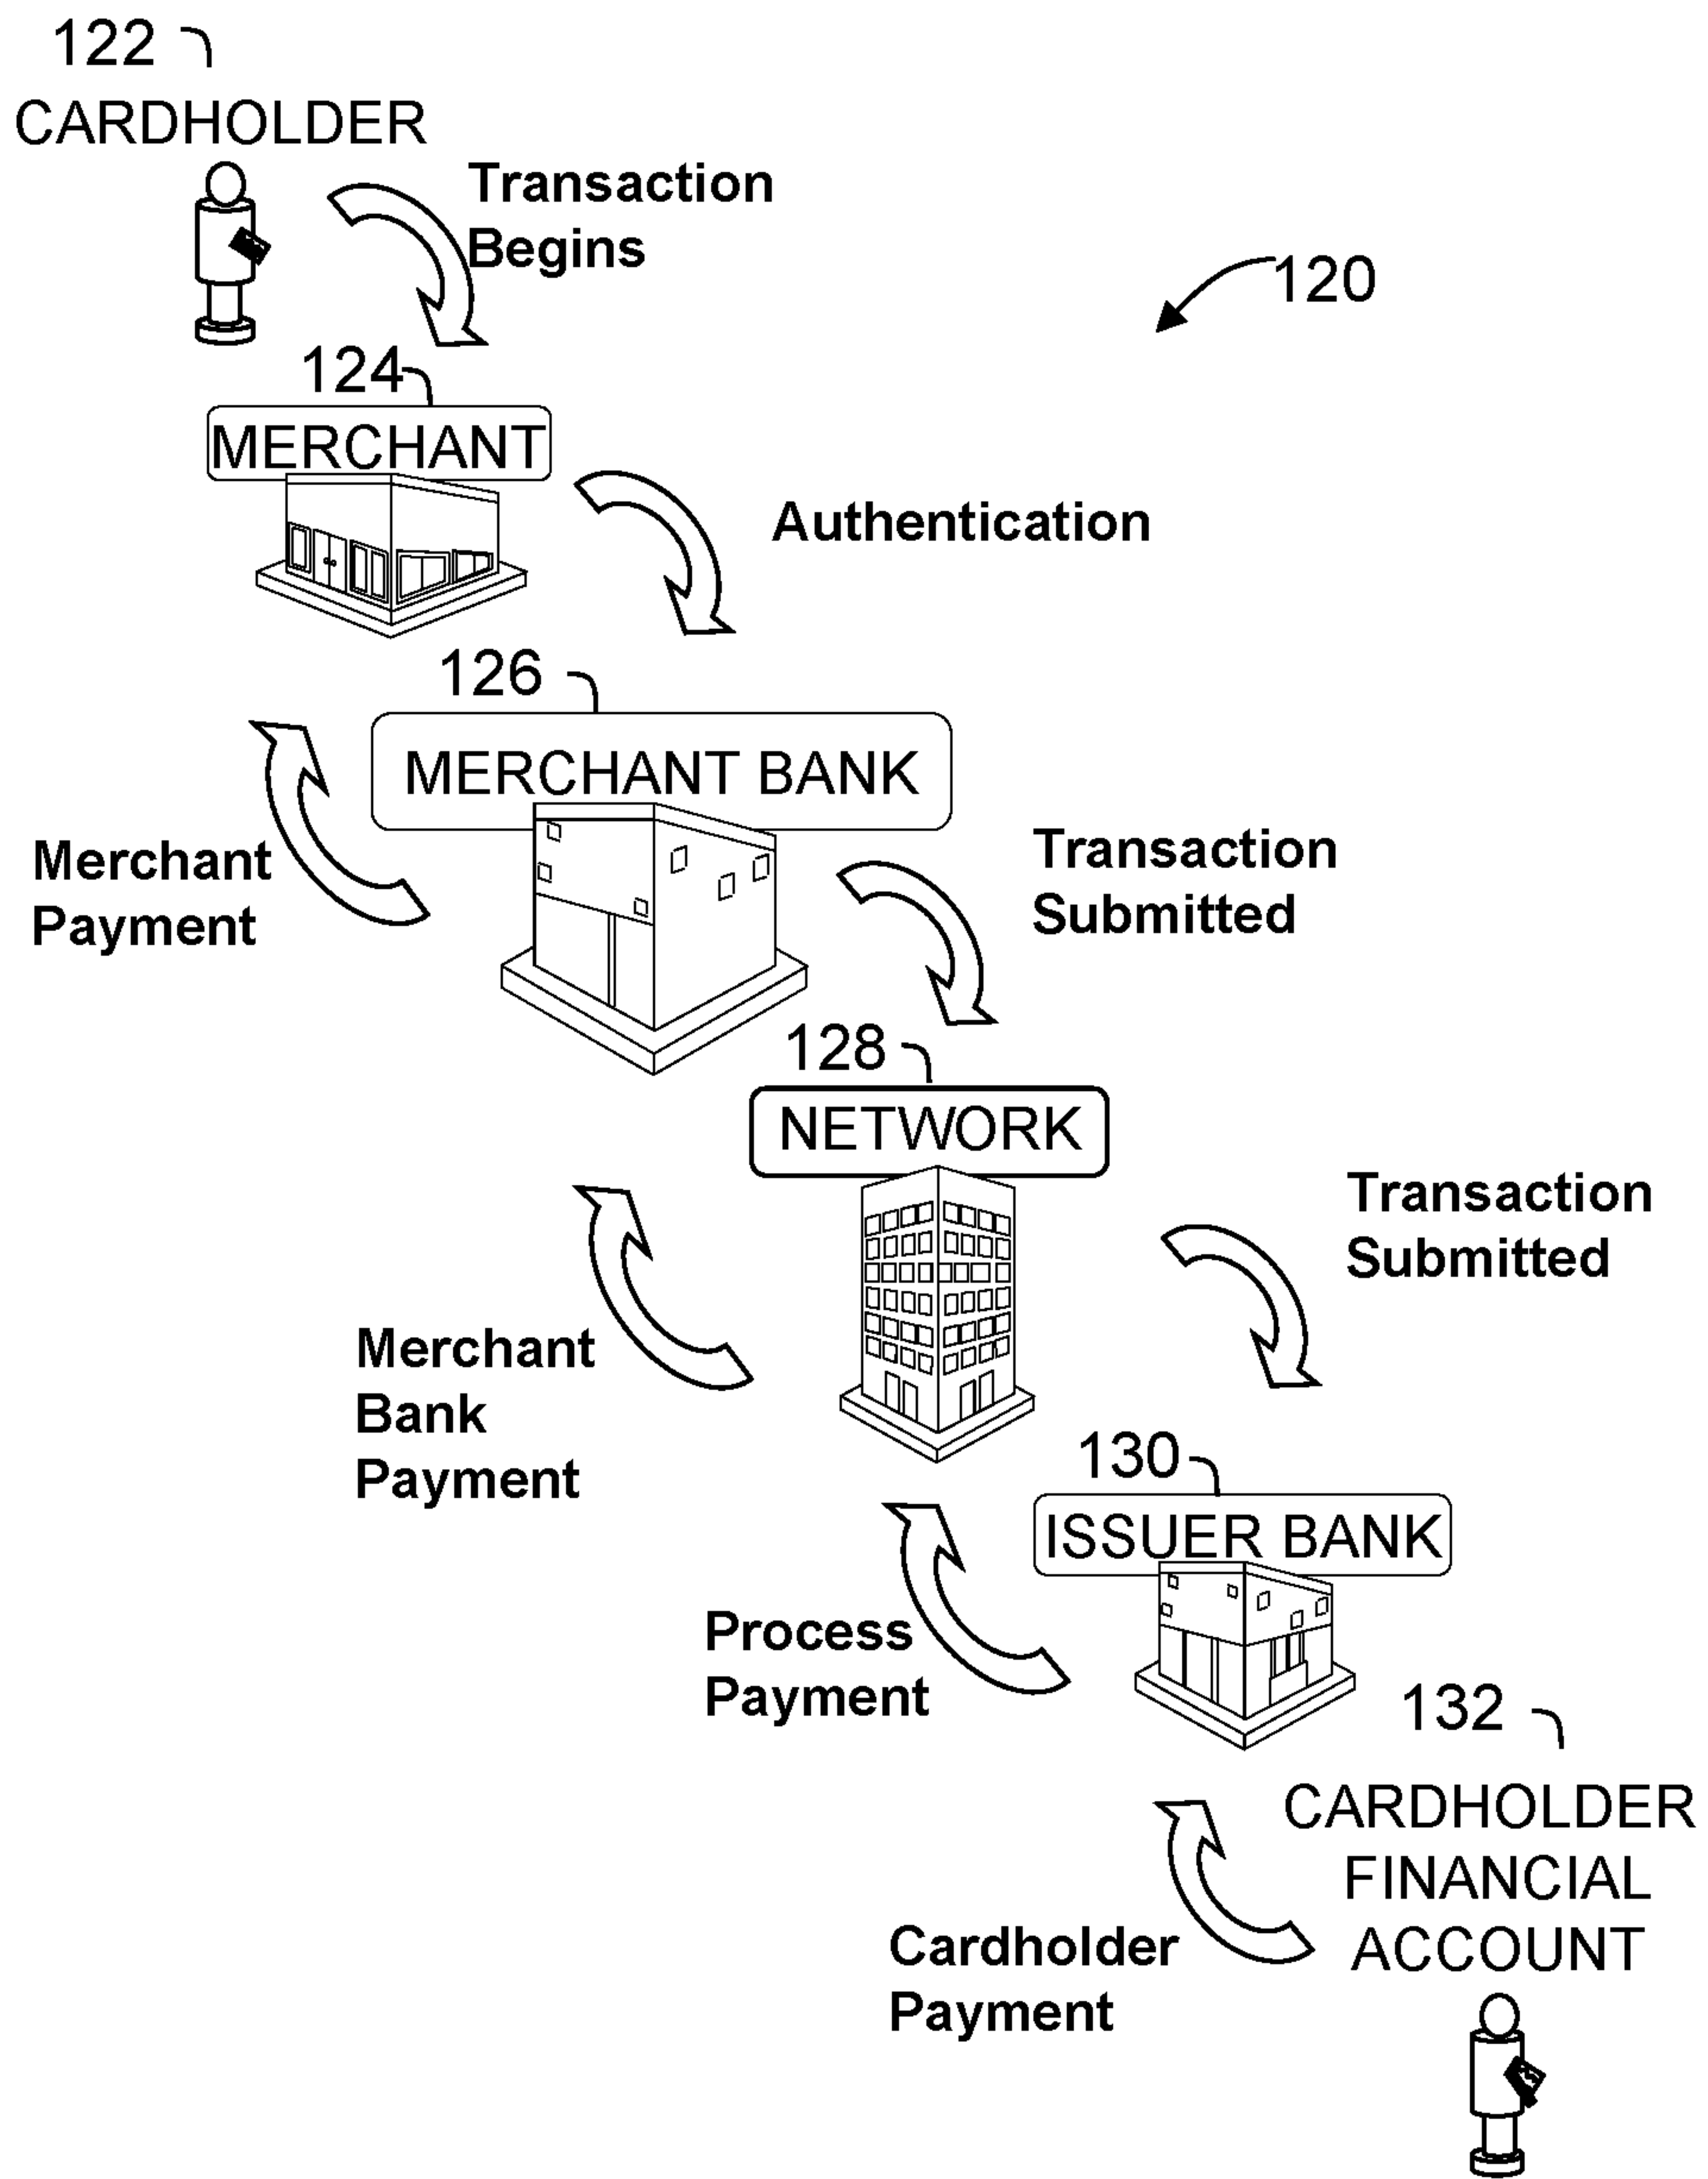 122
CARDHOLDER
Transaction
Begins
120
124
MERCHANT
Authentication
126
MERCHANT BANK
Merchant
Payment
Transaction
Submitted
128
NETWORK
Transaction
Submitted
Merchant
Bank
Payment
130
ISSUER BANK
Process
Payment
132
CARDHOLDER
FINANCIAL
ACCOUNT
Cardholder
Payment